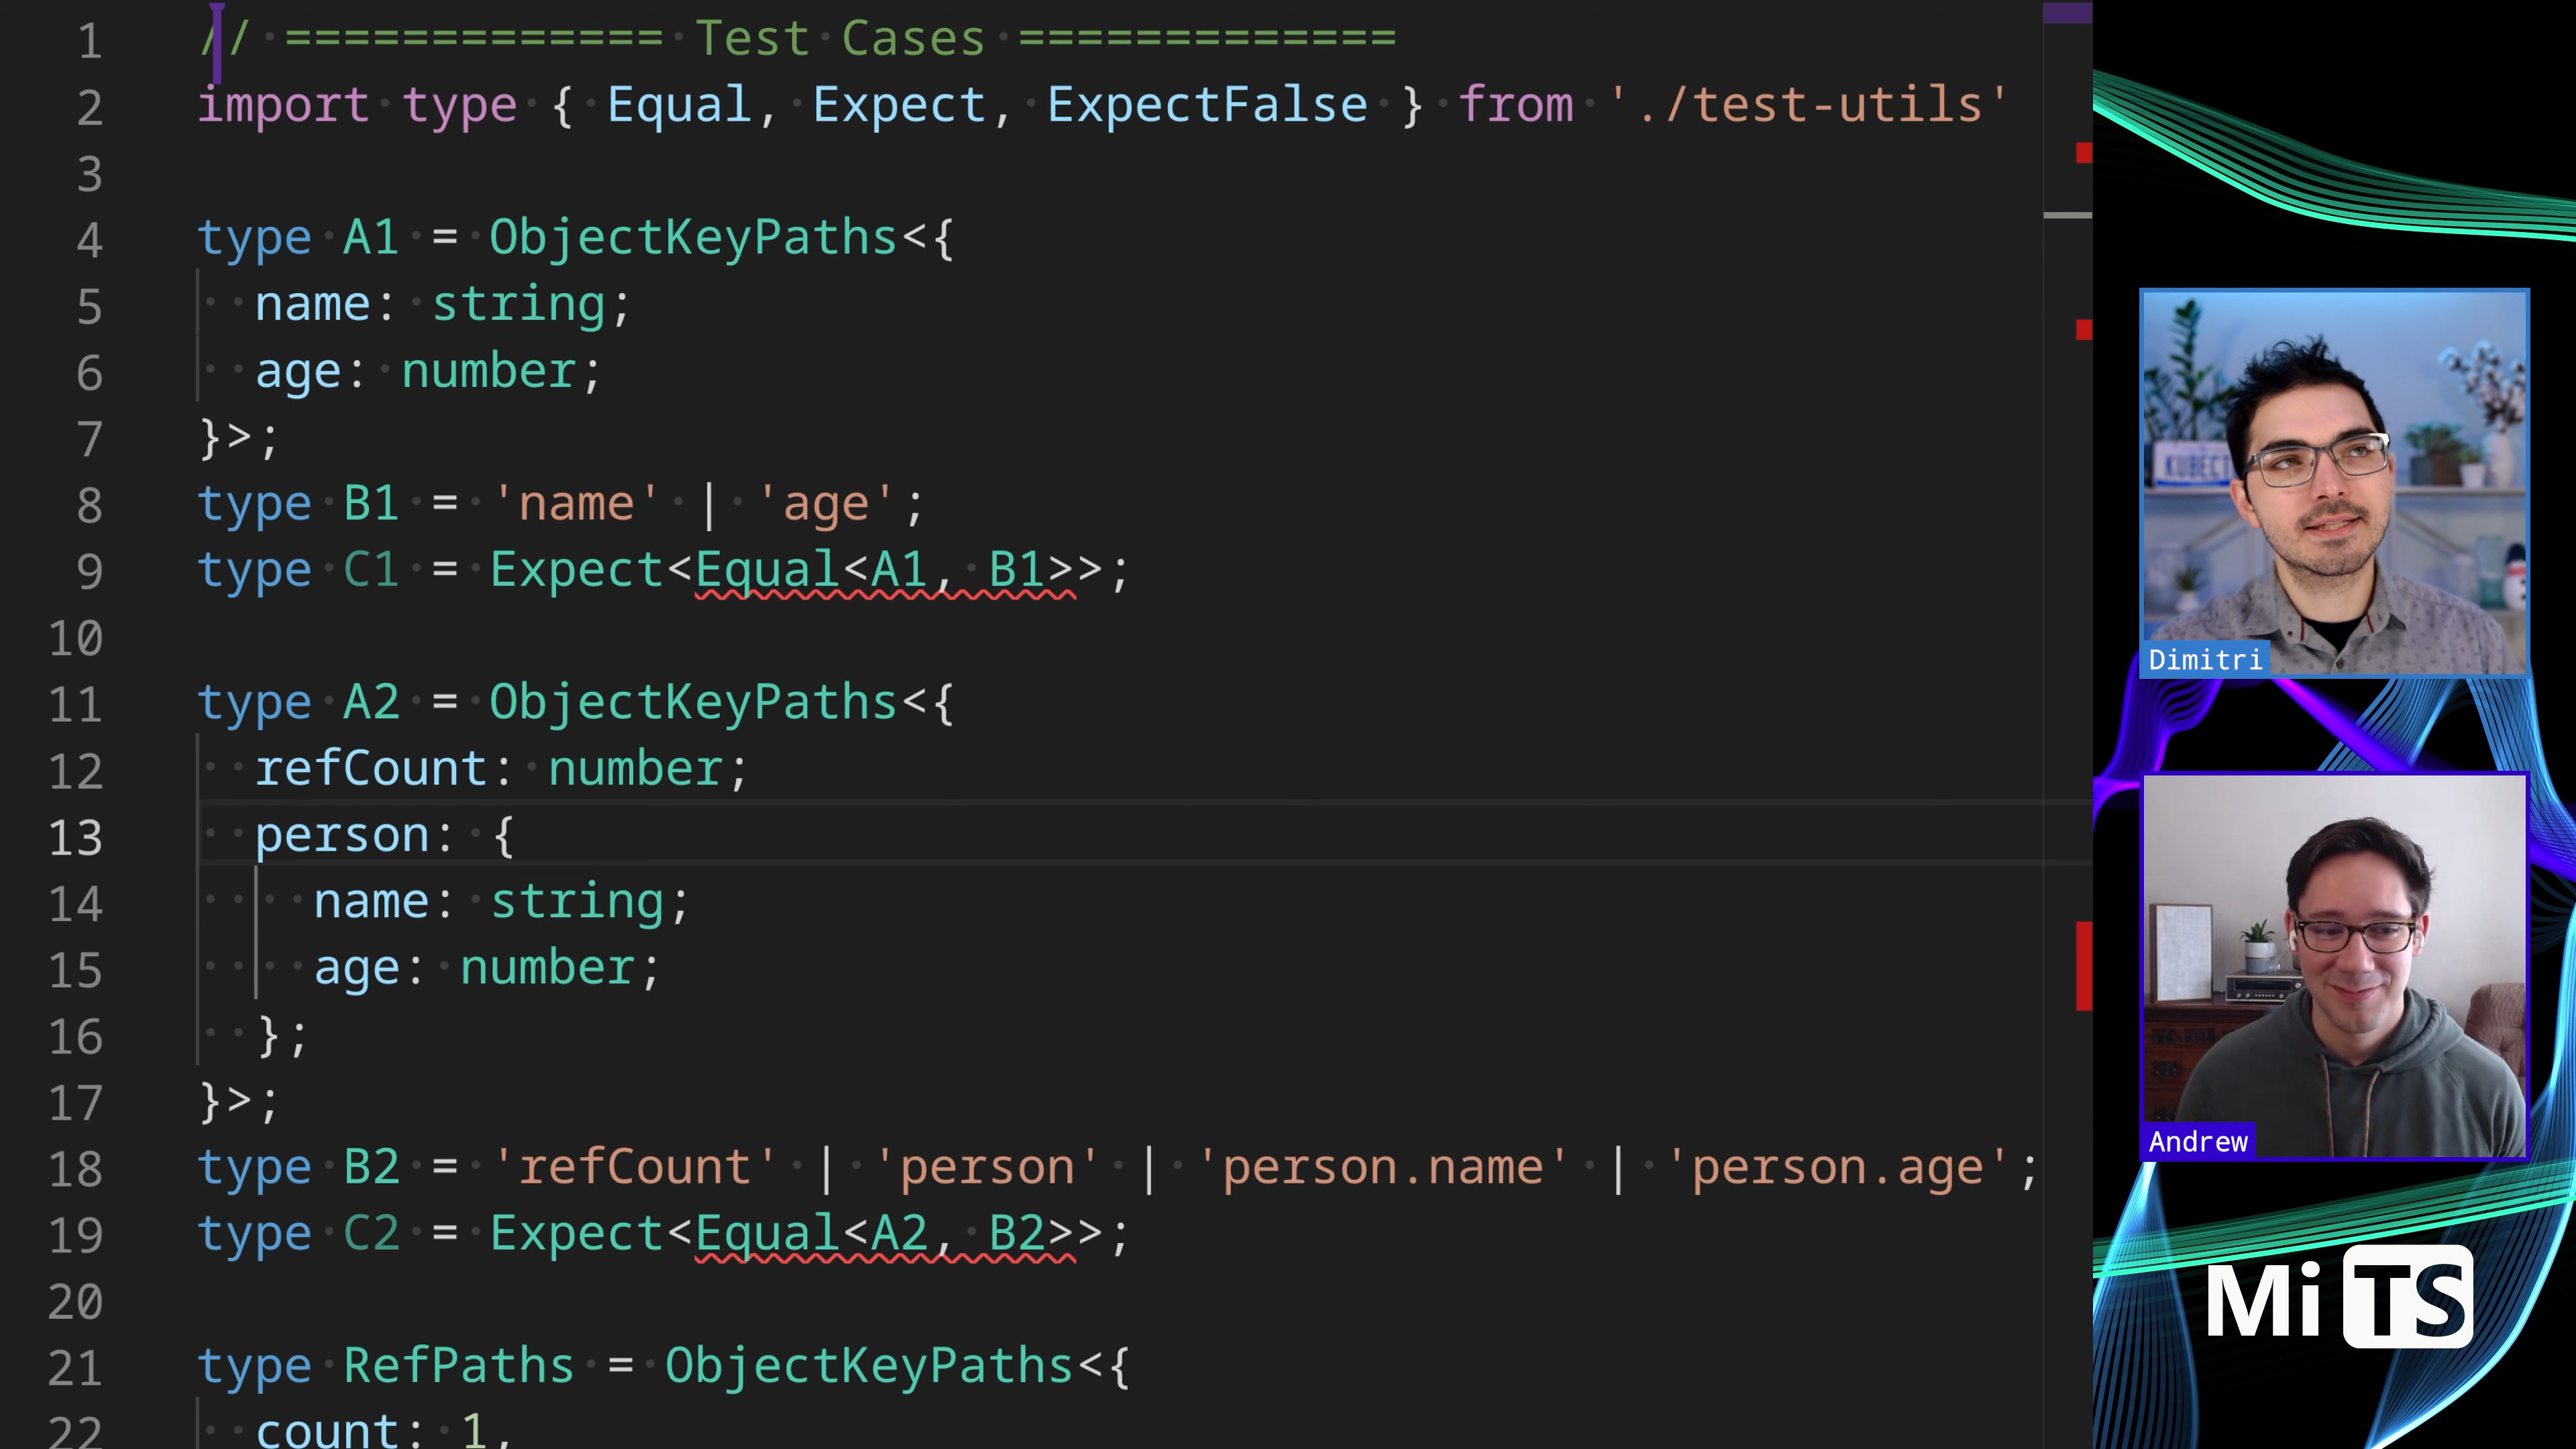 1 // ============= Test Cases =============
2 import type { Equal, Expect, ExpectFalse } from './test-utils'
3
4 type A1 = ObjectKeyPaths<{
5   name: string;
6   age: number;
7 }>;
8 type B1 = 'name' | 'age';
9 type C1 = Expect<Equal<A1, B1>>;
10
11 type A2 = ObjectKeyPaths<{
12   refCount: number;
13   person: {
14     name: string;
15     age: number;
16   };
17 }>;
18 type B2 = 'refCount' | 'person' | 'person.name' | 'person.age';
19 type C2 = Expect<Equal<A2, B2>>;
20
21 type RefPaths = ObjectKeyPaths<{
22   count: 1,
KUBECT
Dimitri
Andrew
Mi TS